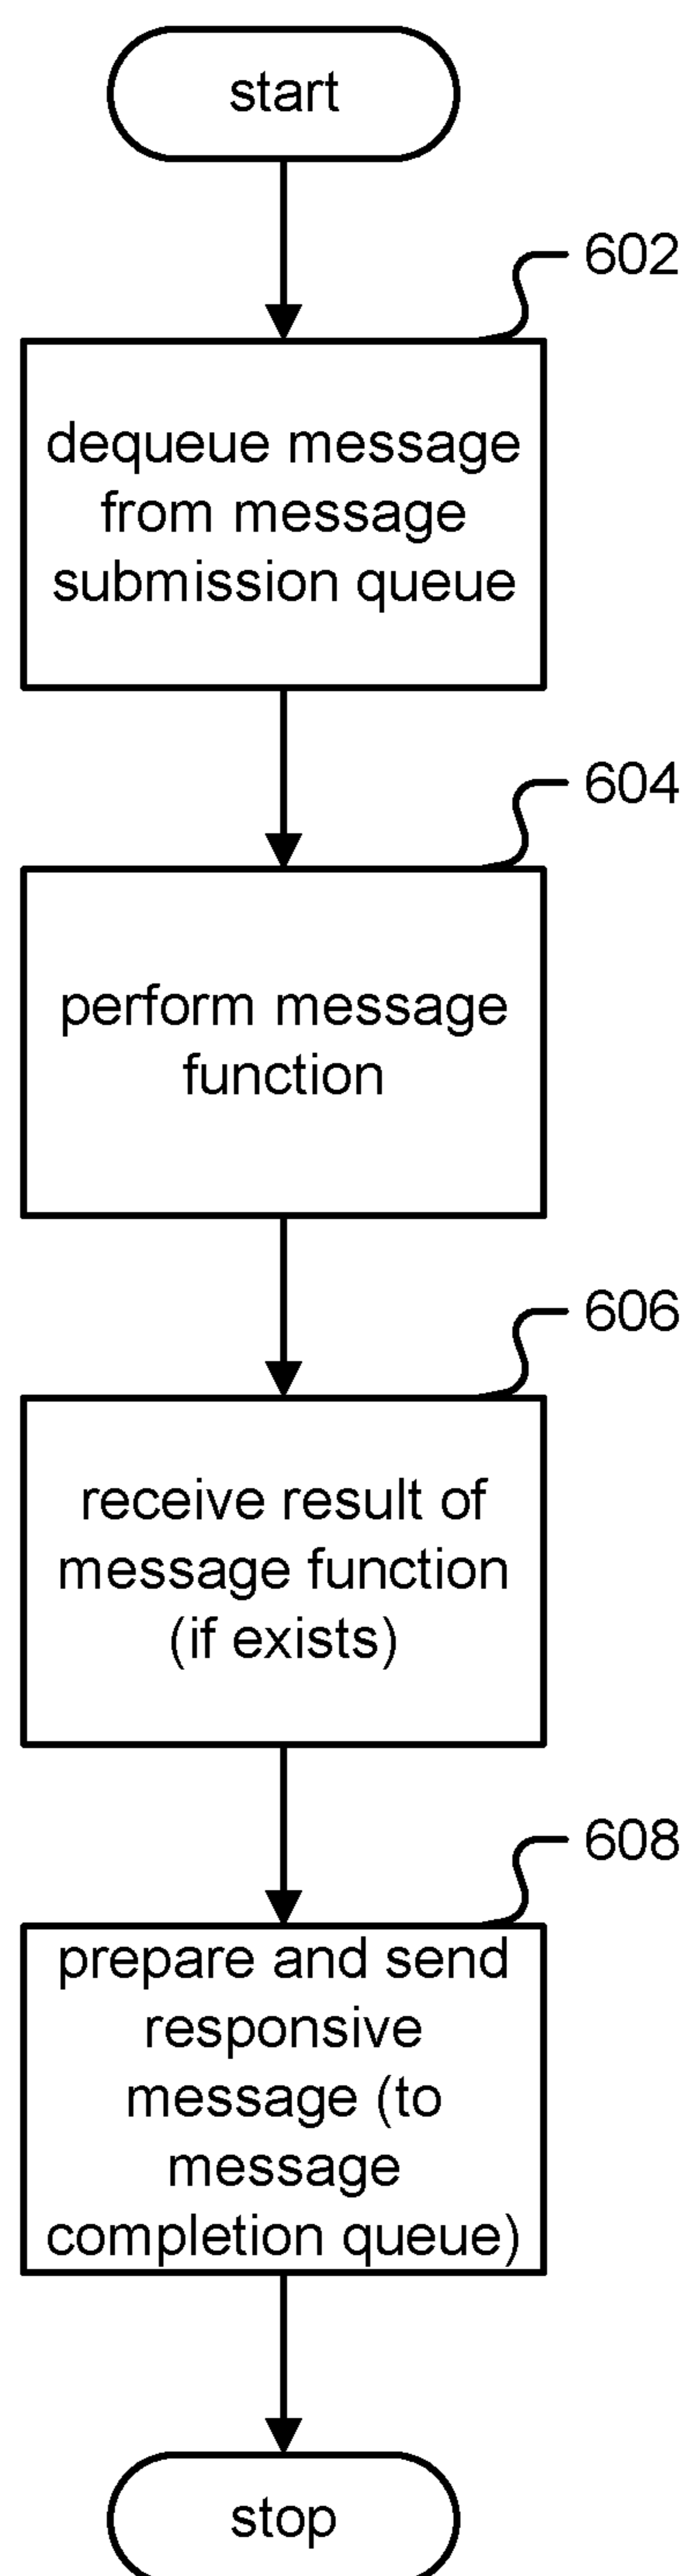 start
602
dequeue message
from message
submission queue
604
perform message
function
606
receive result of
message function
(if exists)
608
prepare and send
responsive
message (to
message
completion queue)
stop